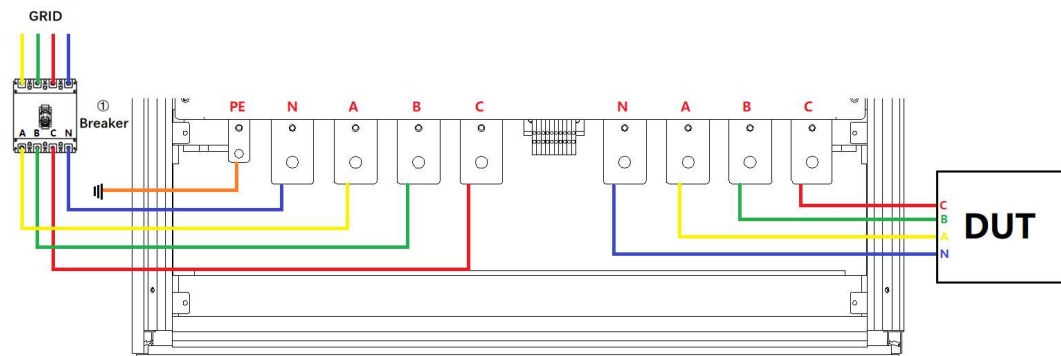 GRID
①
Breaker
A B C N
PE N A B C N A B C
C
B
A
N
DUT